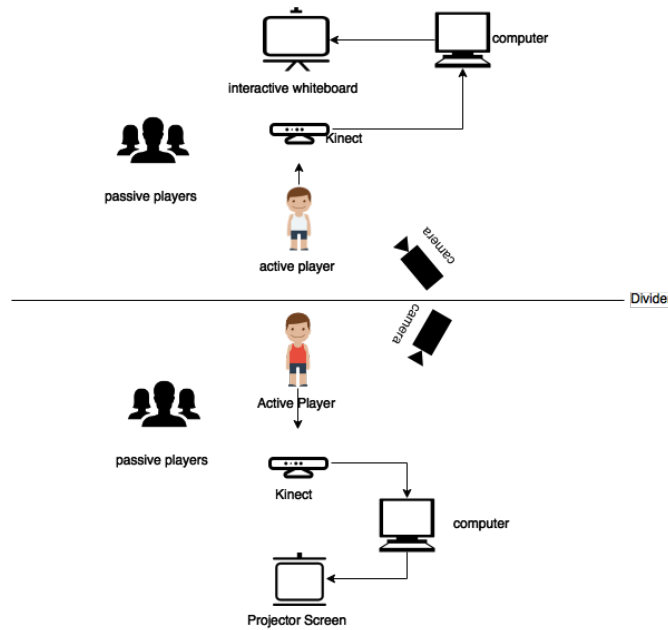 computer
interactive whiteboard
Kinect
passive players
active player
camera
Divide
camera
Active Player
passive players
Kinect
computer
Projector Screen